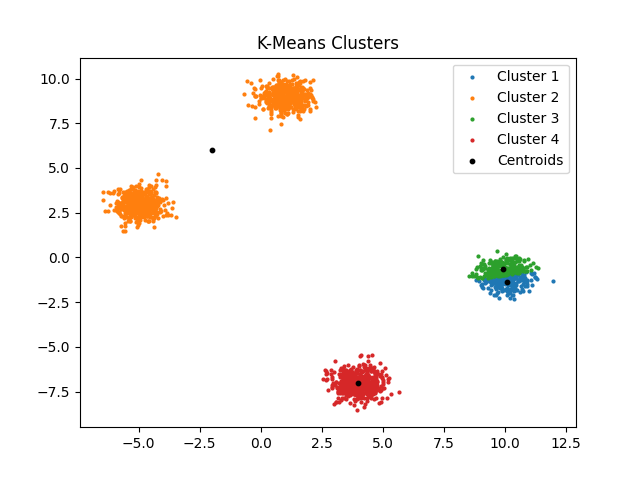 K-Means Clusters
Cluster 1
Cluster 2
Cluster 3
Cluster 4
Centroids
10.0
7.5
5.0
2.5
0.0
−2.5
−5.0
−7.5
−5.0 −2.5 0.0 2.5 5.0 7.5 10.0 12.5